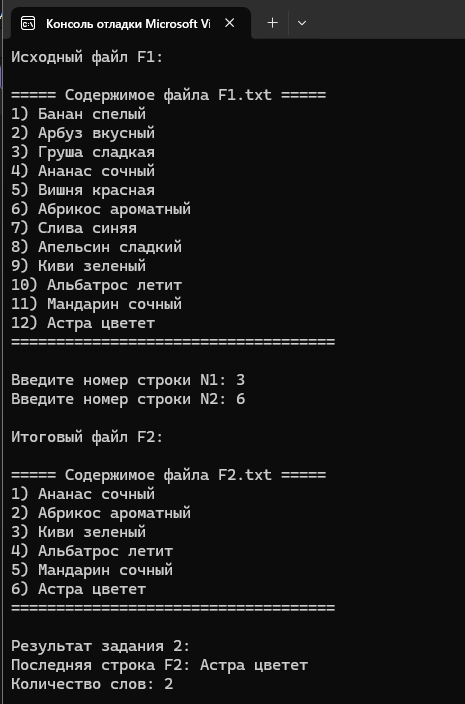 Консоль отладки Microsoft Vi
Исходный файл F1:
===== Содержимое файла F1.txt =====
1) Банан спелый
2) Арбуз вкусный
3) Груша сладкая
4) Ананас сочный
5) Вишня красная
6) Абрикос ароматный
7) Слива синяя
8) Апельсин сладкий
9) Киви зеленый
10) Альбатрос летит
11) Мандарин сочный
12) Астра цветет
====================================
Введите номер строки N1: 3
Введите номер строки N2: 6
Итоговый файл F2:
===== Содержимое файла F2.txt =====
1) Ананас сочный
2) Абрикос ароматный
3) Киви зеленый
4) Альбатрос летит
5) Мандарин сочный
6) Астра цветет
====================================
Результат задания 2:
Последняя строка F2: Астра цветет
Количество слов: 2